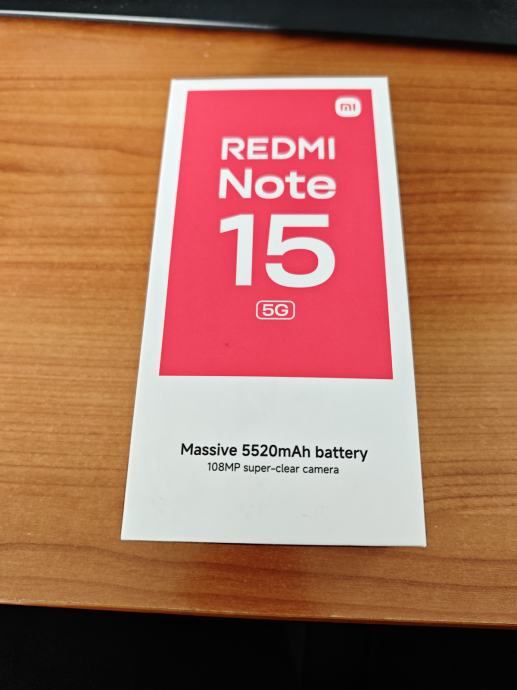 mi
REDMI
Note
15
5G
Massive 5520mAh battery
108MP super-clear camera